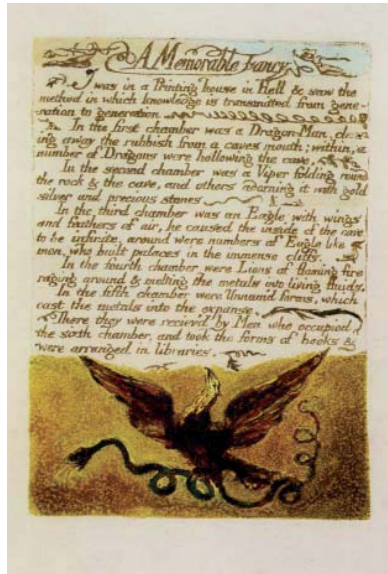 A Memorable Fancy
I was in a Printing house in Hell & saw the
method in which knowledge is transmitted from gene-
ration to generation.
In the first chamber was a Dragon-Man, clear-
ing away the rubbish from a caves mouth; within, a
number of Dragons were hollowing the cave,
In the second chamber was a Viper folding round
the rock & the cave, and others adorning it with gold
silver and precious stones
In the third chamber was an Eagle with wings
and feathers of air, he caused the inside of the cave
to be infinite, around were numbers of Eagle like
men, who built palaces in the immense cliffs.
In the fourth chamber were Lions of flaming fire
raging around & melting the metals into living fluids.
In the fifth chamber were Unnam'd forms, which
cast the metals into the expanse.
There they were reciev'd by Men who occupied
the sixth chamber, and took the forms of books &
were arranged in libraries.